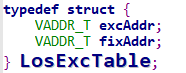 typedef struct {
    VADDR_T excAddr;
    VADDR_T fixAddr;
} LosExcTable;